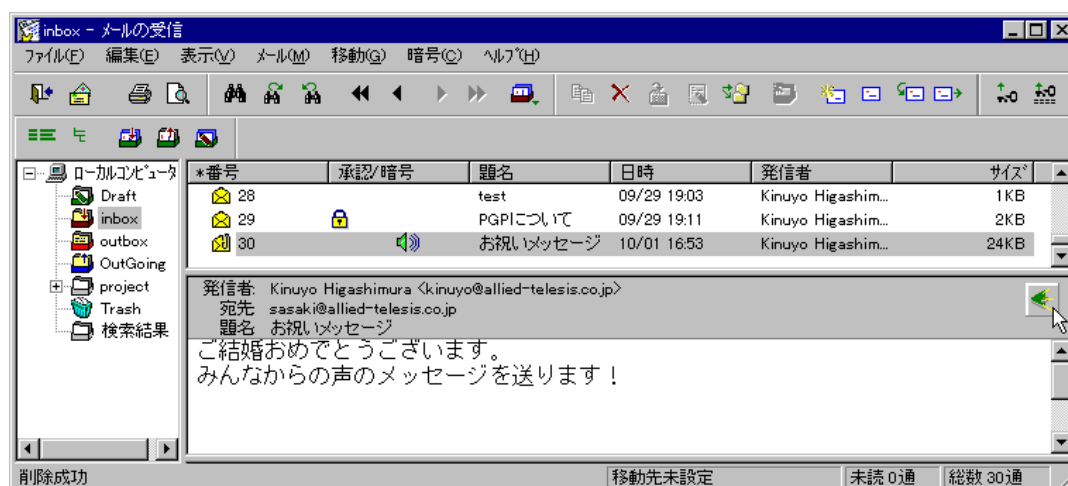 inbox - メールの受信
ファイル(F) 編集(E) 表示(V) メール(M) 移動(G) 暗号(C) ヘルプ(H)
ローカルコンピュータ
Draft
inbox
outbox
OutGoing
project
Trash
検索結果
*番号 承認/暗号 題名 日時 発信者 サイズ
28 test 09/29 19:03 Kinuyo Higashim... 1KB
29 PGPについて 09/29 19:11 Kinuyo Higashim... 2KB
30 お祝いメッセージ 10/01 16:53 Kinuyo Higashim... 24KB
発信者: Kinuyo Higashimura <kinuyo@allied-telesis.co.jp>
宛先 sasaki@allied-telesis.co.jp
題名 お祝いメッセージ
ご結婚おめでとうございます。
みんなからの声のメッセージを送ります！
削除成功 移動先未設定 未読 0通 総数 30通